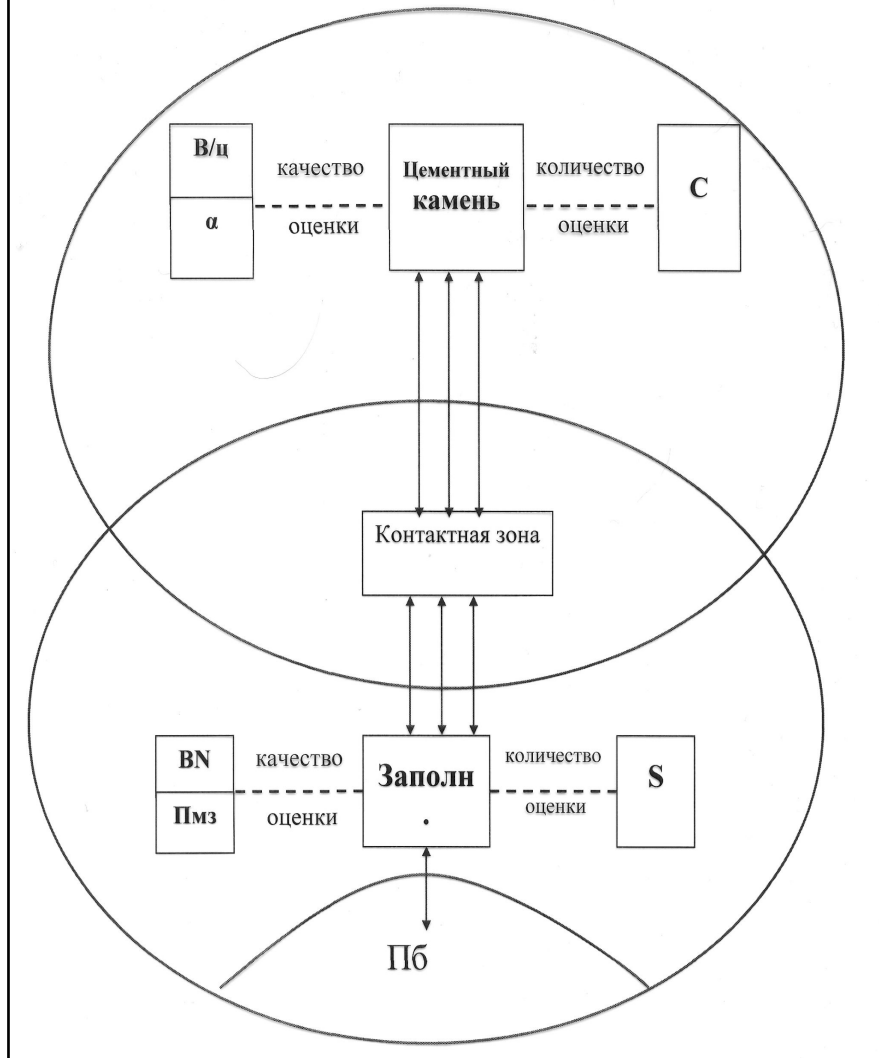 В/ц
α
качество
оценки
Цементный
камень
количество
оценки
С
Контактная зона
BN
Пмз
качество
оценки
Заполн
.
количество
оценки
S
Пб